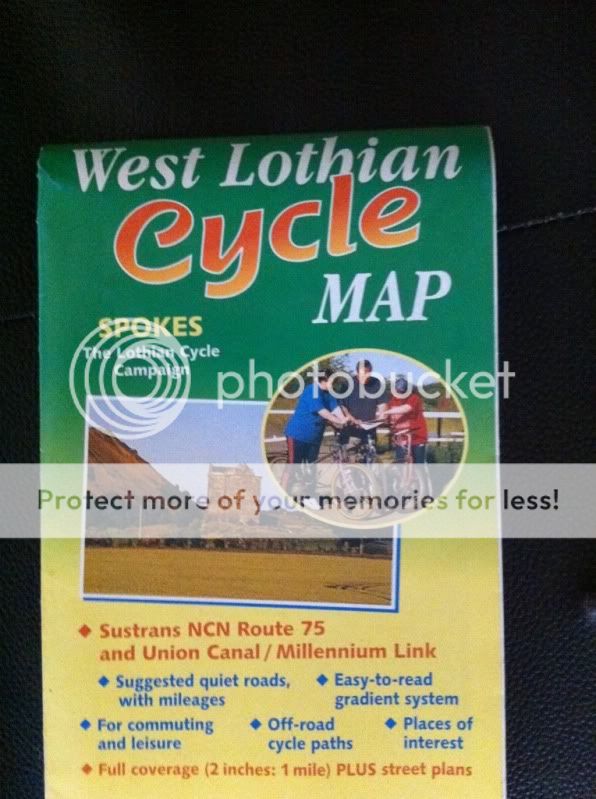 West Lothian
Cycle
MAP
SPOKES
The Lothian Cycle
Campaign
photobucket
Protect more of your memories for less!
◆ Sustrans NCN Route 75
and Union Canal / Millennium Link
◆ Suggested quiet roads,
with mileages
◆ Easy-to-read
gradient system
◆ For commuting
and leisure
◆ Off-road
cycle paths
◆ Places of
interest
◆ Full coverage (2 inches: 1 mile) PLUS street plans